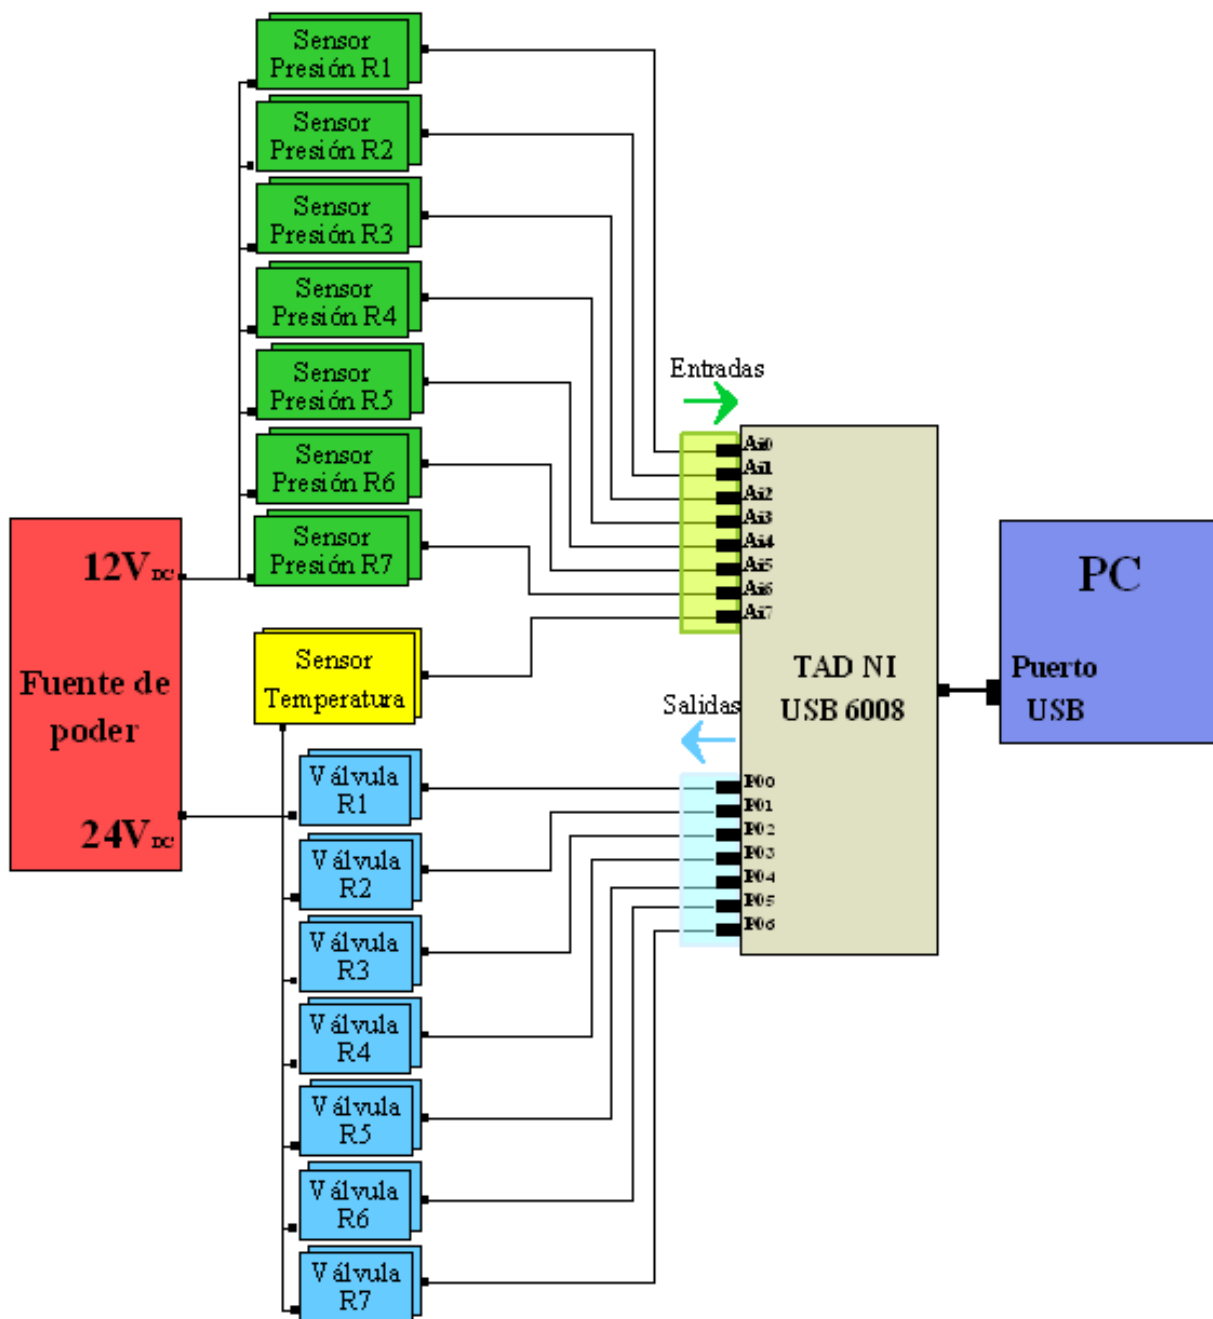 Sensor
Presión R1
Sensor
Presión R2
Sensor
Presión R3
Sensor
Presión R4
Sensor
Presión R5
Sensor
Presión R6
Sensor
Presión R7
12V DC
Fuente de
poder
24V DC
Sensor
Temperatura
Válvula
R1
Válvula
R2
Válvula
R3
Válvula
R4
Válvula
R5
Válvula
R6
Válvula
R7
Entradas
Ai0
Ai1
Ai2
Ai3
Ai4
Ai5
Ai6
Ai7
TAD NI
USB 6008
Salidas
P00
P01
P02
P03
P04
P05
P06
PC
Puerto
USB